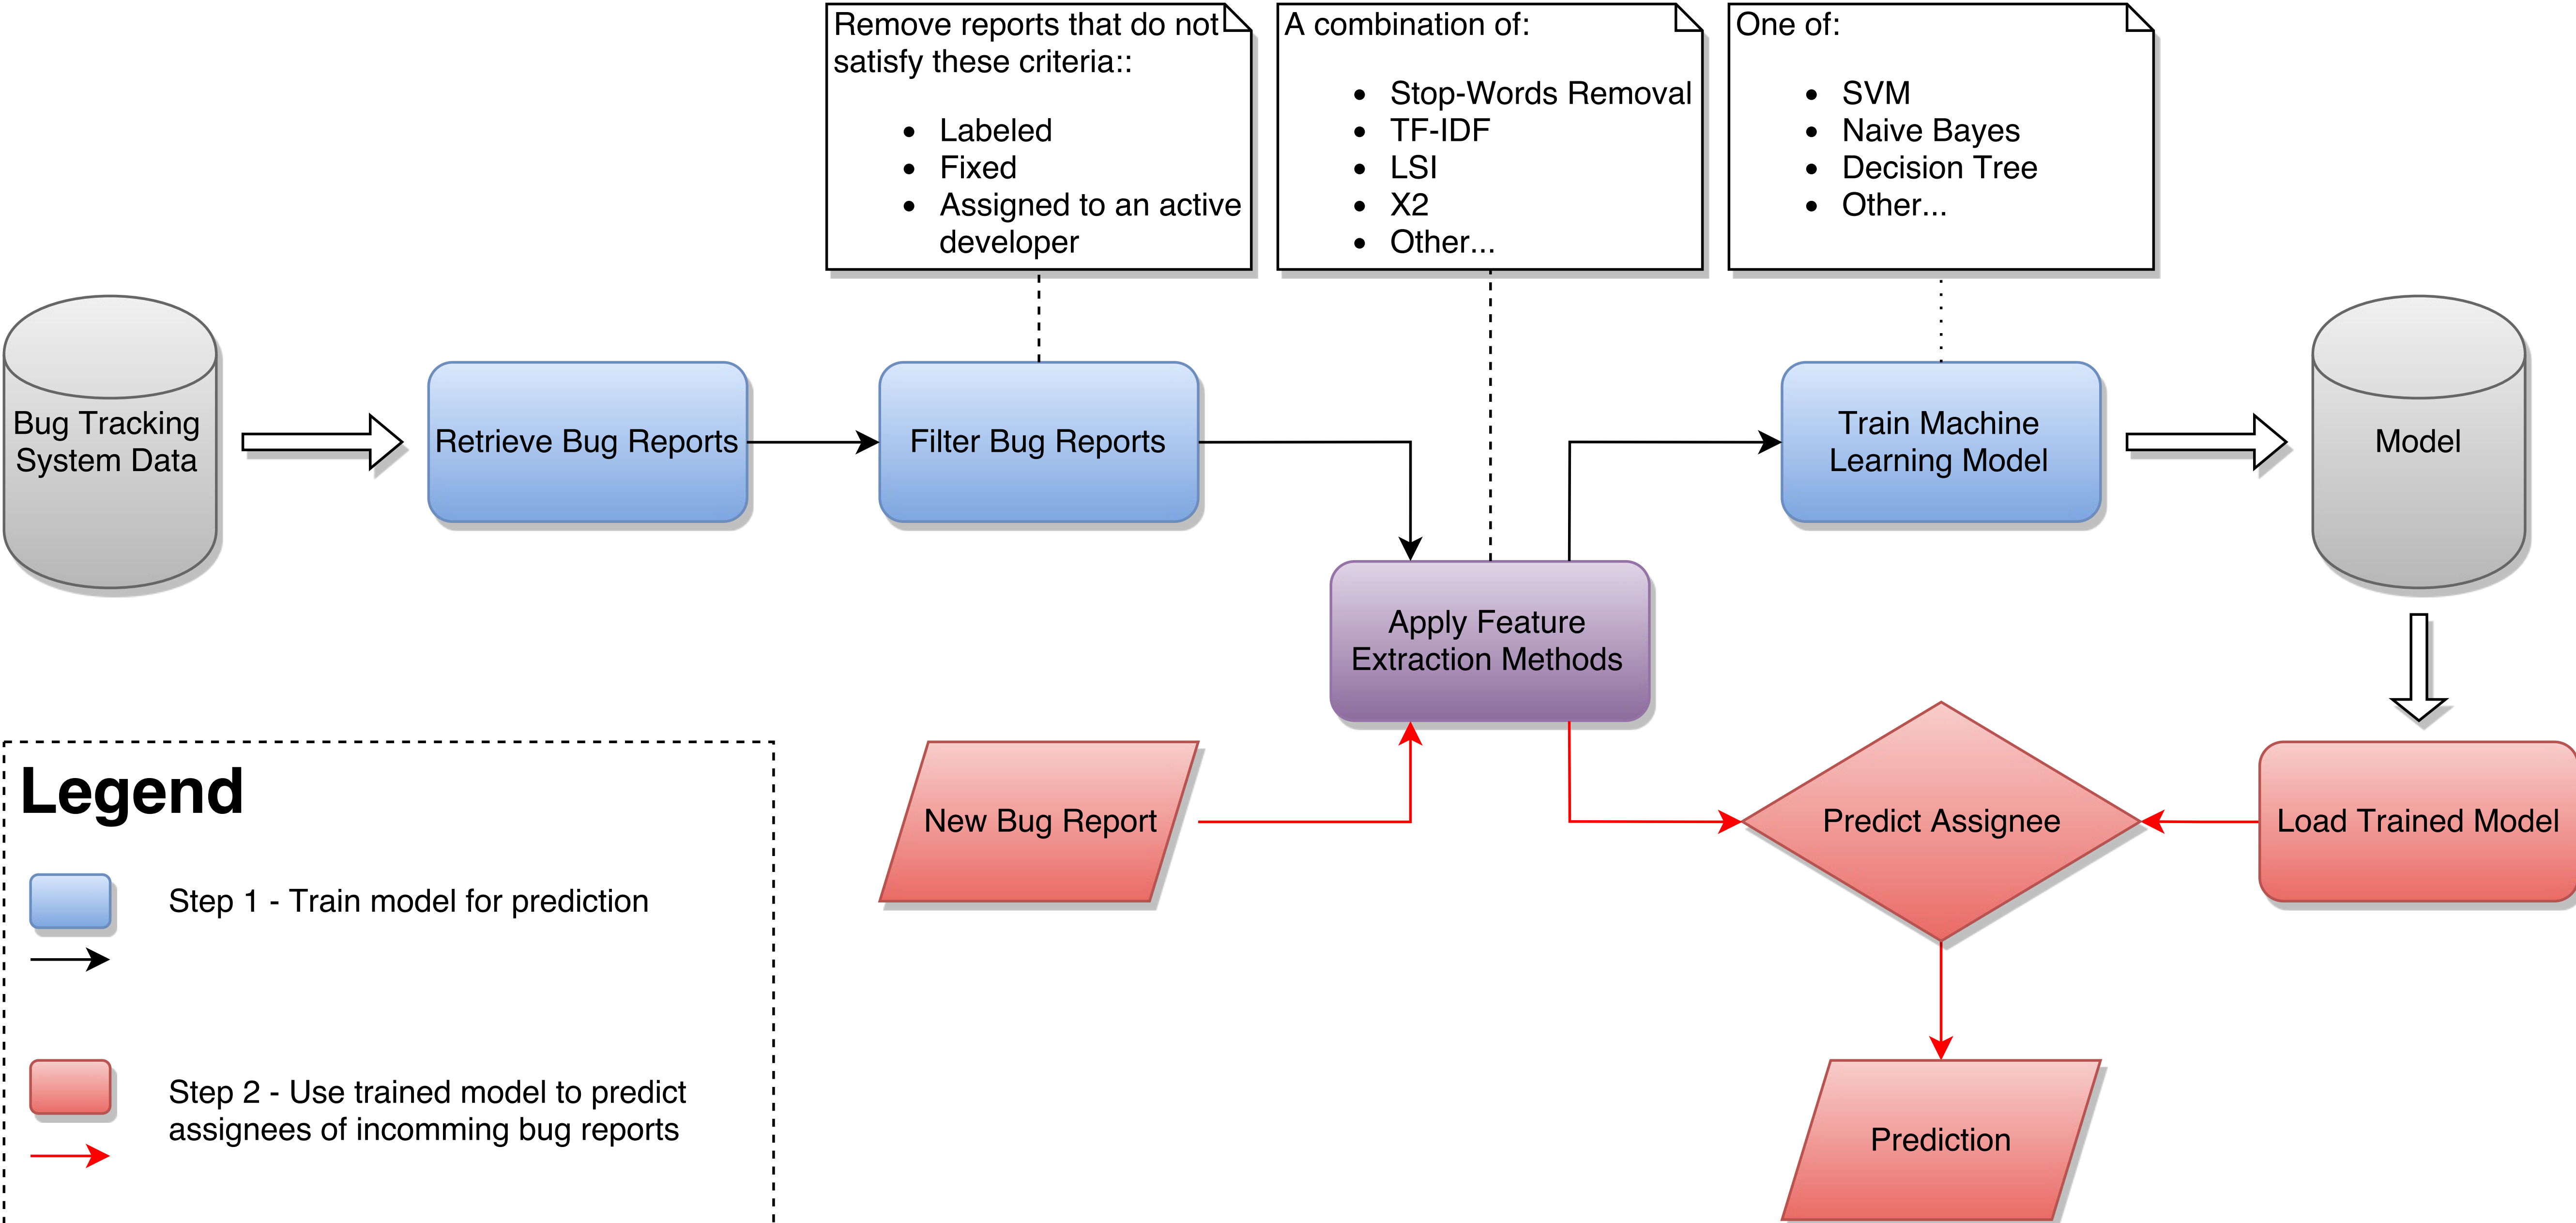 Remove reports that do not
satisfy these criteria::
• Labeled
• Fixed
• Assigned to an active
developer
A combination of:
• Stop-Words Removal
• TF-IDF
• LSI
• X2
• Other...
One of:
• SVM
• Naive Bayes
• Decision Tree
• Other...
Bug Tracking
System Data
Retrieve Bug Reports
Filter Bug Reports
Train Machine
Learning Model
Model
Apply Feature
Extraction Methods
New Bug Report
Predict Assignee
Load Trained Model
Prediction
Legend
Step 1 - Train model for prediction
Step 2 - Use trained model to predict
assignees of incomming bug reports